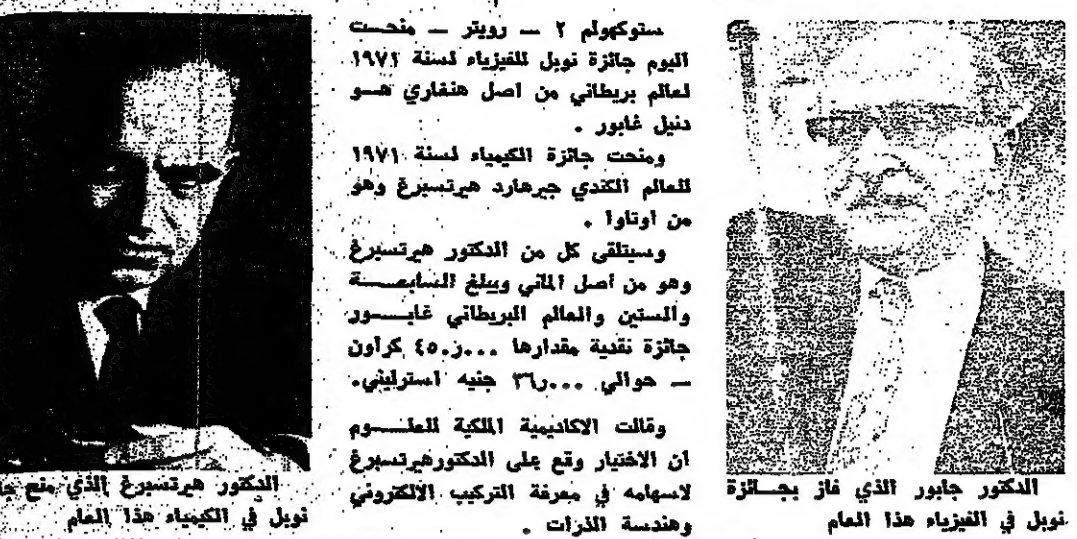 ستوكهولم ٢ — رويتر — منحت
اليوم جائزة نوبل للفيزياء لسنة ١٩٧١
لعالم بريطاني من اصل هنغاري هو
دنيل غابور .
ومنحت جائزة الكيمياء لسنة ١٩٧١
للعالم الكندي جيرهارد هيرتسبرغ وهو
من اوتاوا .
وسيتلقى كل من الدكتور هيرتسبرغ
وهو من اصل الماني ويبلغ السابعة
والستين والعالم البريطاني غابور
جائزة نقدية مقدارها ٤٥٠ر٠٠٠ كراون
— حوالي ٣٦ر٠٠٠ جنيه استرليني.
وقالت الاكاديمية الملكية للعلوم
ان الاختيار وقع على الدكتور هيرتسبرغ
لاسهامه في معرفة التركيب الالكتروني
وهندسة الذرات .
الدكتور جابور الذي فاز بجائزة
نوبل في الفيزياء هذا العام
الدكتور هيرتسبرغ الذي منح جا
نوبل في الكيمياء هذا العام